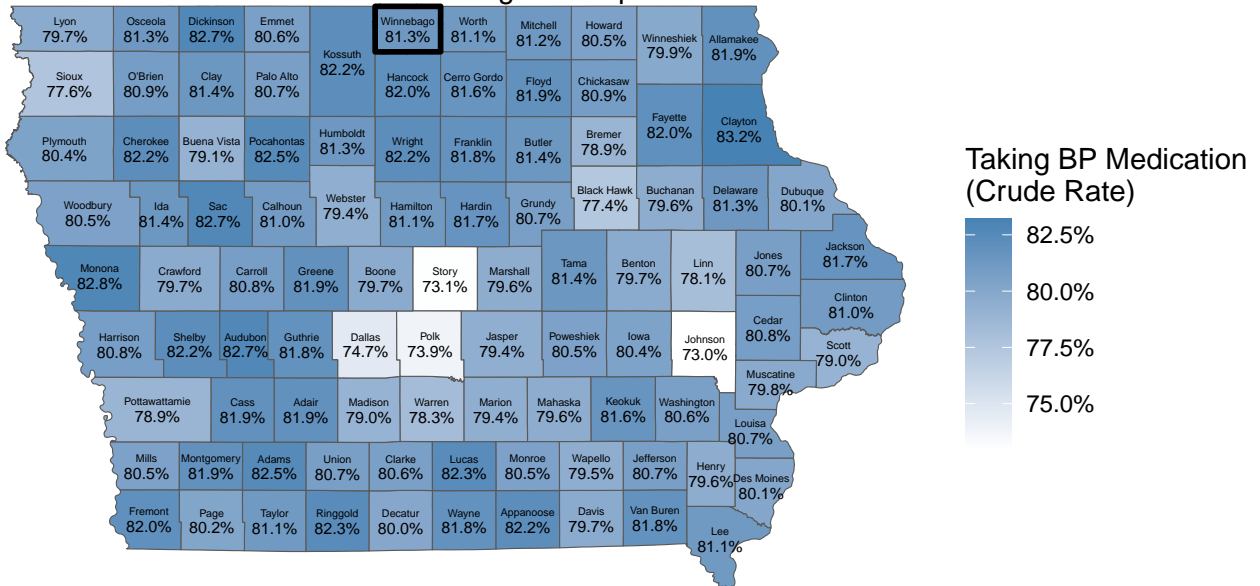 Lyon
79.7%
Osceola
81.3%
Dickinson
82.7%
Emmet
80.6%
Kossuth
82.2%
Winnebago
81.3%
Worth
81.1%
Mitchell
81.2%
Howard
80.5%
Winneshiek
79.9%
Allamakee
81.9%
Sioux
77.6%
O'Brien
80.9%
Clay
81.4%
Palo Alto
80.7%
Hancock
82.0%
Cerro Gordo
81.6%
Floyd
81.9%
Chickasaw
80.9%
Fayette
82.0%
Clayton
83.2%
Plymouth
80.4%
Cherokee
82.2%
Buena Vista
79.1%
Pocahontas
82.5%
Humboldt
81.3%
Wright
82.2%
Franklin
81.8%
Butler
81.4%
Bremer
78.9%
Woodbury
80.5%
Ida
81.4%
Sac
82.7%
Calhoun
81.0%
Webster
79.4%
Hamilton
81.1%
Hardin
81.7%
Grundy
80.7%
Black Hawk
77.4%
Buchanan
79.6%
Delaware
81.3%
Dubuque
80.1%
Monona
82.8%
Crawford
79.7%
Carroll
80.8%
Greene
81.9%
Boone
79.7%
Story
73.1%
Marshall
79.6%
Tama
81.4%
Benton
79.7%
Linn
78.1%
Jones
80.7%
Jackson
81.7%
Clinton
81.0%
Harrison
80.8%
Shelby
82.2%
Audubon
82.7%
Guthrie
81.8%
Dallas
74.7%
Polk
73.9%
Jasper
79.4%
Poweshiek
80.5%
Iowa
80.4%
Johnson
73.0%
Cedar
80.8%
Scott
79.0%
Muscatine
79.8%
Pottawattamie
78.9%
Cass
81.9%
Adair
81.9%
Madison
79.0%
Warren
78.3%
Marion
79.4%
Mahaska
79.6%
Keokuk
81.6%
Washington
80.6%
Louisa
80.7%
Mills
80.5%
Montgomery
81.9%
Adams
82.5%
Union
80.7%
Clarke
80.6%
Lucas
82.3%
Monroe
80.5%
Wapello
79.5%
Jefferson
80.7%
Henry
79.6%
Des Moines
80.1%
Fremont
82.0%
Page
80.2%
Taylor
81.1%
Ringgold
82.3%
Decatur
80.0%
Wayne
81.8%
Appanoose
82.2%
Davis
79.7%
Van Buren
81.8%
Lee
81.1%
Taking BP Medication
(Crude Rate)
82.5%
80.0%
77.5%
75.0%